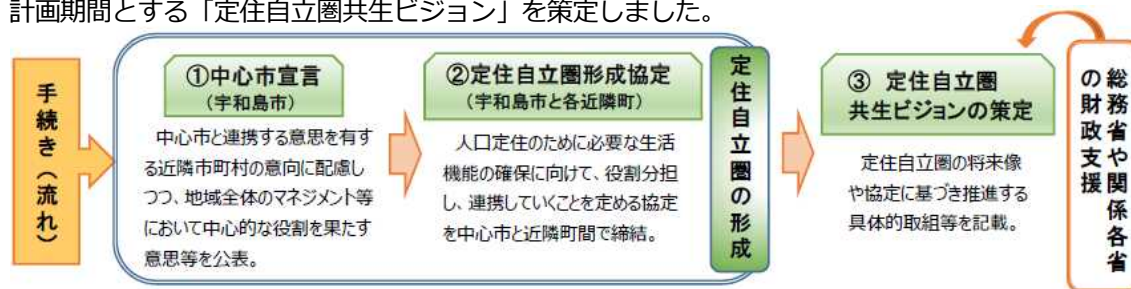 計画期間とする「定住自立圏共生ビジョン」を策定しました。
手続き（流れ）
①中心市宣言
（宇和島市）
中心市と連携する意思を有す
る近隣市町村の意向に配慮し
つつ、地域全体のマネジメント等
において中心的な役割を果たす
意思等を公表。
②定住自立圏形成協定
（宇和島市と各近隣町）
人口定住のために必要な生活
機能の確保に向けて、役割分担
し、連携していくことを定める協定
を中心市と近隣町間で締結。
定住自立圏の形成
③ 定住自立圏
共生ビジョンの策定
定住自立圏の将来像
や協定に基づき推進する
具体的取組等を記載。
総務省や関係各省
の財政支援